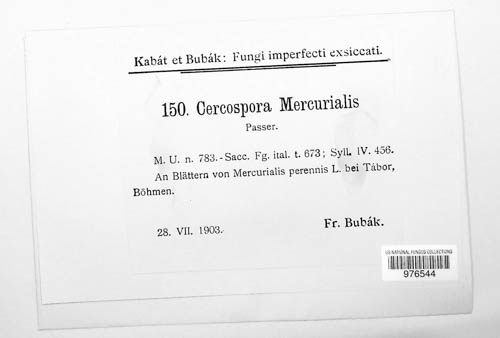 Kabát et Bubák: Fungi imperfecti exsiccati.
150. Cercospora Mercurialis
Passer.
M. U. n. 783.- Sacc. Fg. ital. t. 673; Syll. IV. 456.
An Blättern von Mercurialis perennis L. bei Tábor,
Böhmen.
28. VII. 1903. Fr. Bubák.
US NATIONAL FUNGUS COLLECTIONS
976544